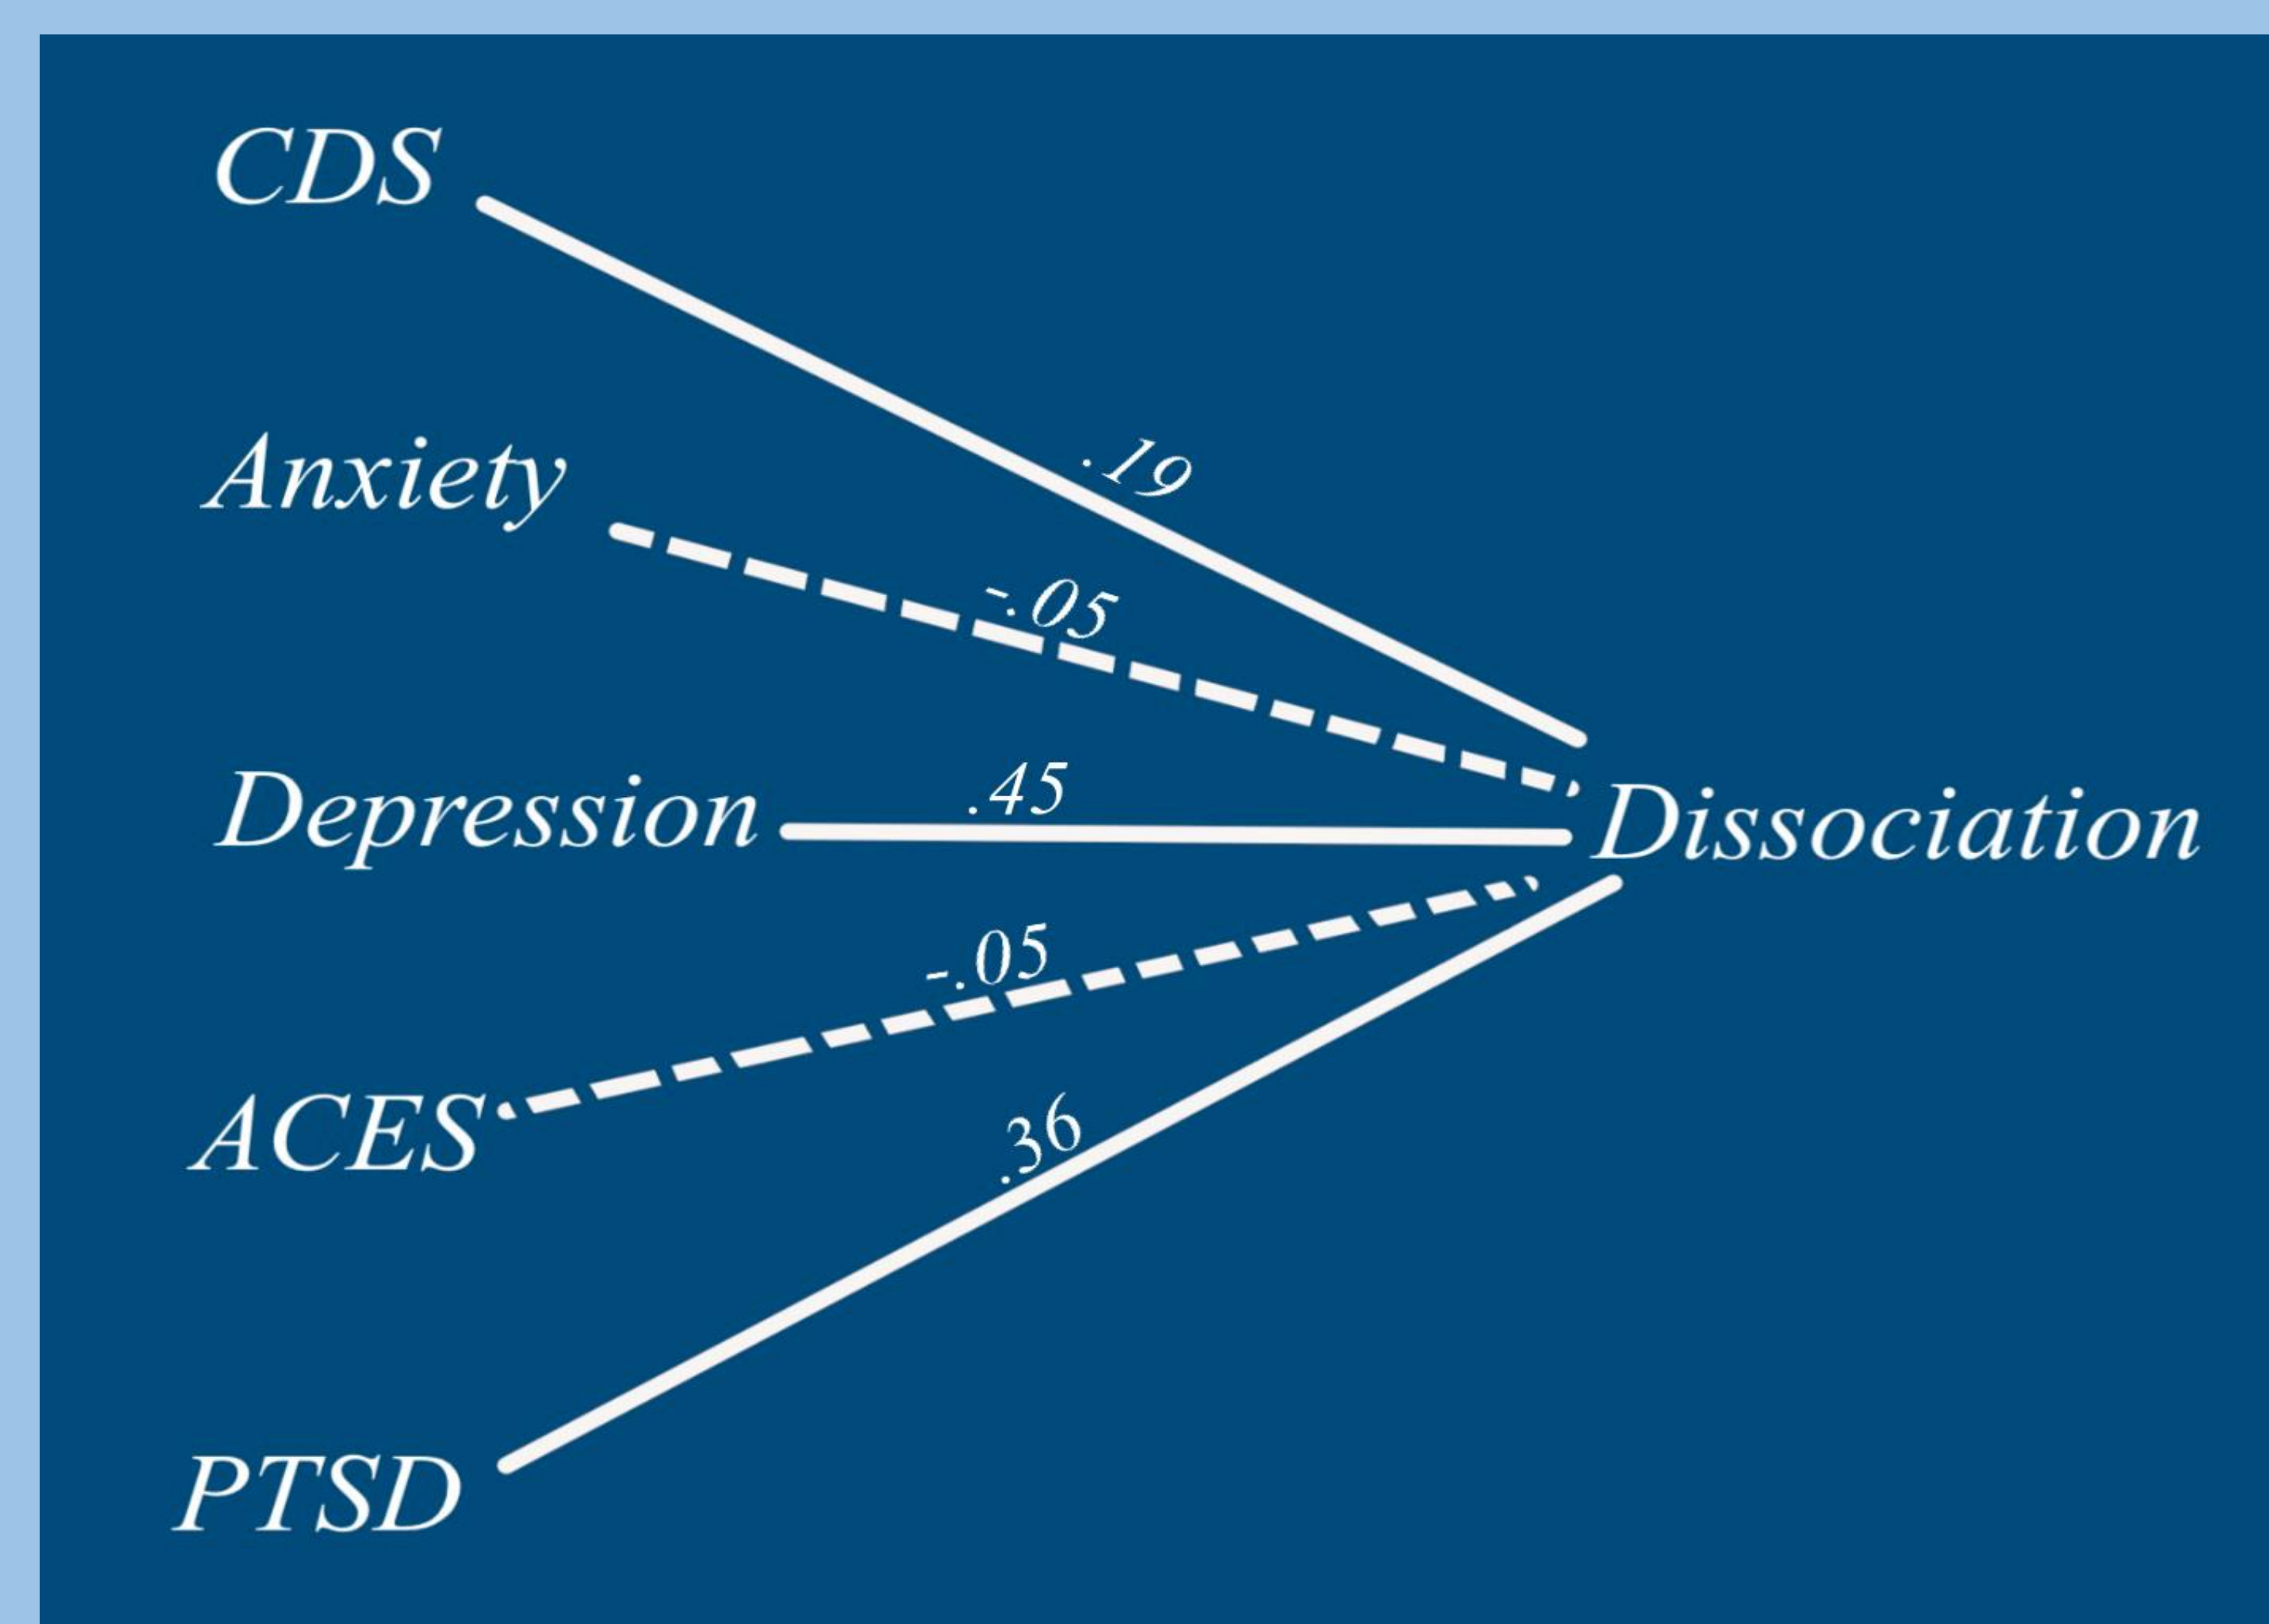 CDS
.19
Anxiety
-.05
Depression
.45
Dissociation
-.05
ACES
.36
PTSD